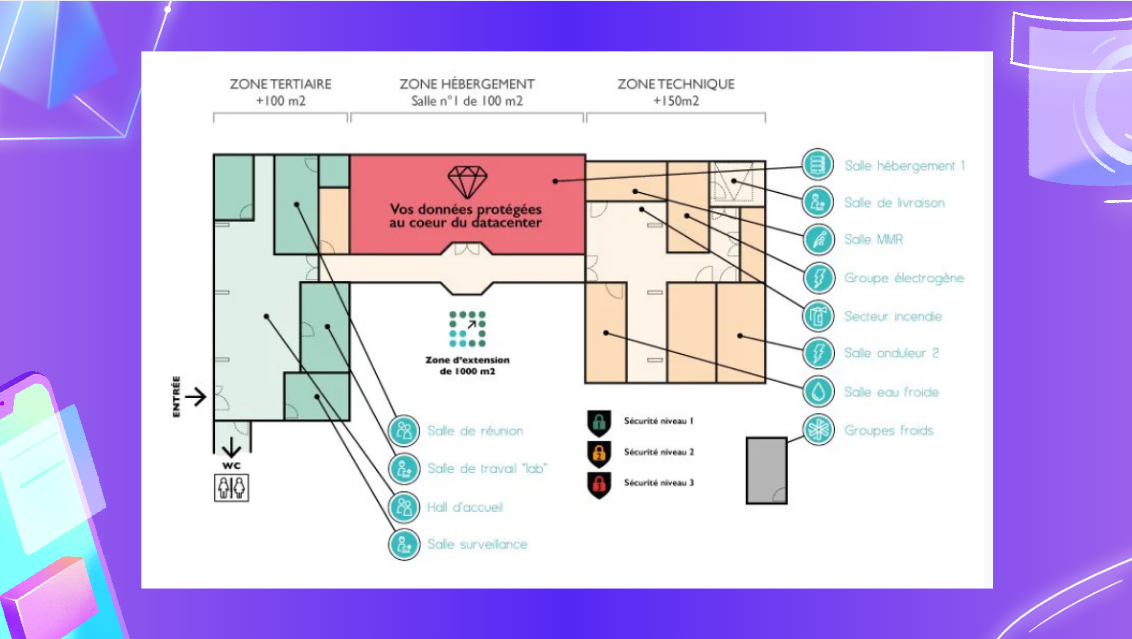 ZONE TERTIAIRE
+100 m2
ZONE HÉBERGEMENT
Salle n°1 de 100 m2
ZONE TECHNIQUE
+150m2
Vos données protégées
au coeur du datacenter
Salle hébergement 1
Salle de livraison
Salle MMR
Groupe électrogène
Secteur incendie
Salle onduleur 2
Salle eau froide
Groupes froids
Zone d'extension
de 1000 m2
ENTRÉE
WC
Salle de réunion
Salle de travail "lab"
Hall d'accueil
Salle surveillance
1
Sécurité niveau 1
2
Sécurité niveau 2
3
Sécurité niveau 3